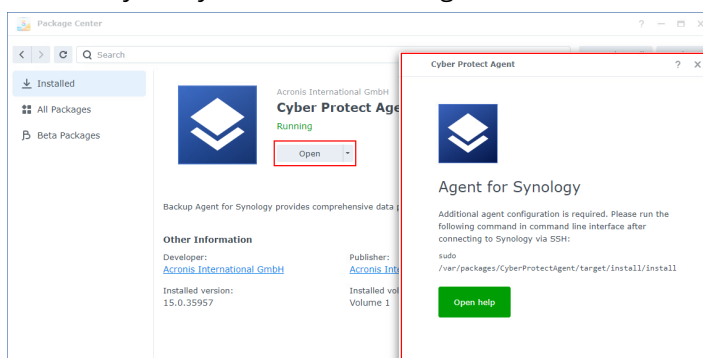 Package Center
Search
Installed
All Packages
Beta Packages
Acronis International GmbH
Cyber Protect Age
Running
Open
Backup Agent for Synology provides comprehensive data
Other Information
Developer:
Publisher:
Acronis International GmbH
Acronis Int
Installed version:
Installed vol
15.0.35957
Volume 1
Cyber Protect Agent
Agent for Synology
Additional agent configuration is required. Please run the
following command in command line interface after
connecting to Synology via SSH:
sudo
/var/packages/CyberProtectAgent/target/install/install
Open help